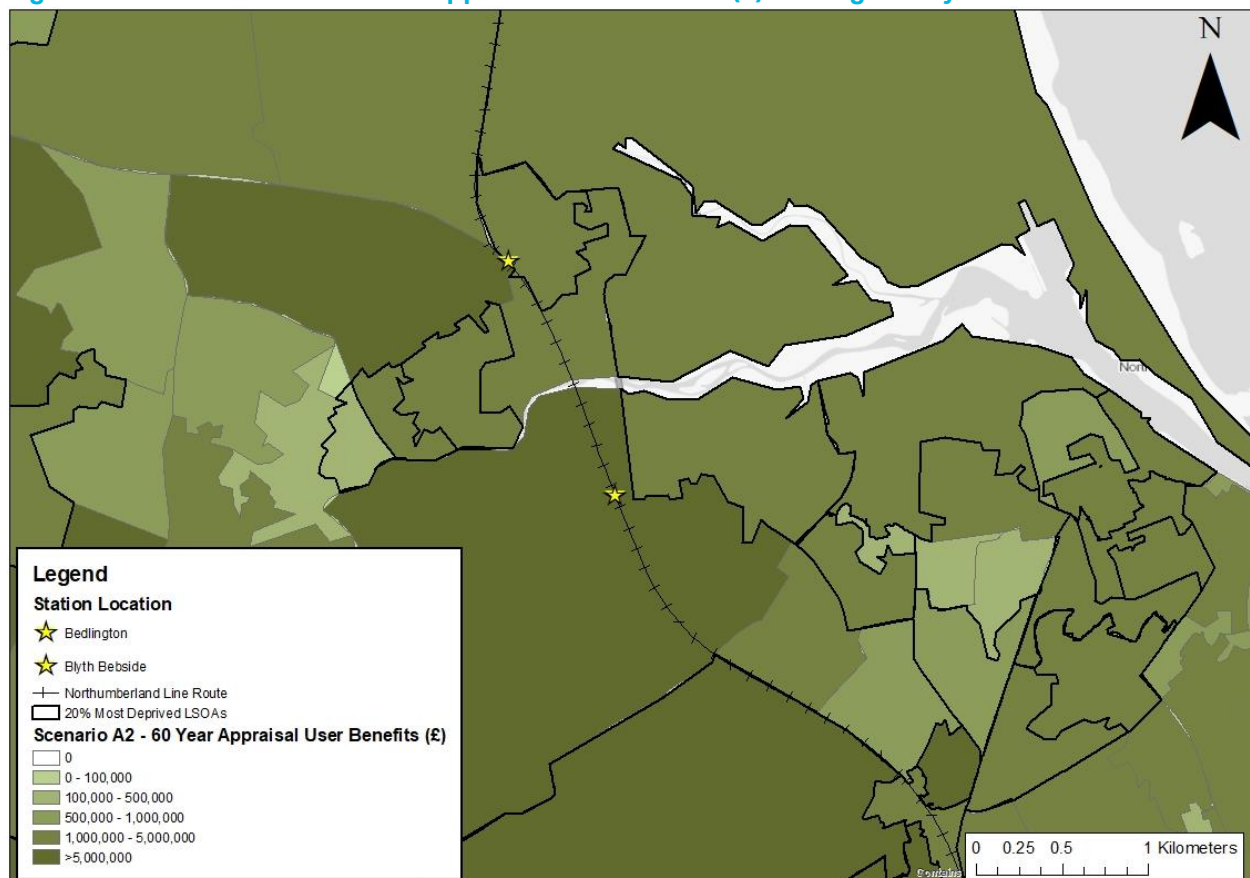 N
North
Legend
Station Location
Bedlington
Blyth Bebside
Northumberland Line Route
20% Most Deprived LSOAs
Scenario A2 - 60 Year Appraisal User Benefits (£)
0
0 - 100,000
100,000 - 500,000
500,000 - 1,000,000
1,000,000 - 5,000,000
>5,000,000
0 0.25 0.5 1 Kilometers
Contains